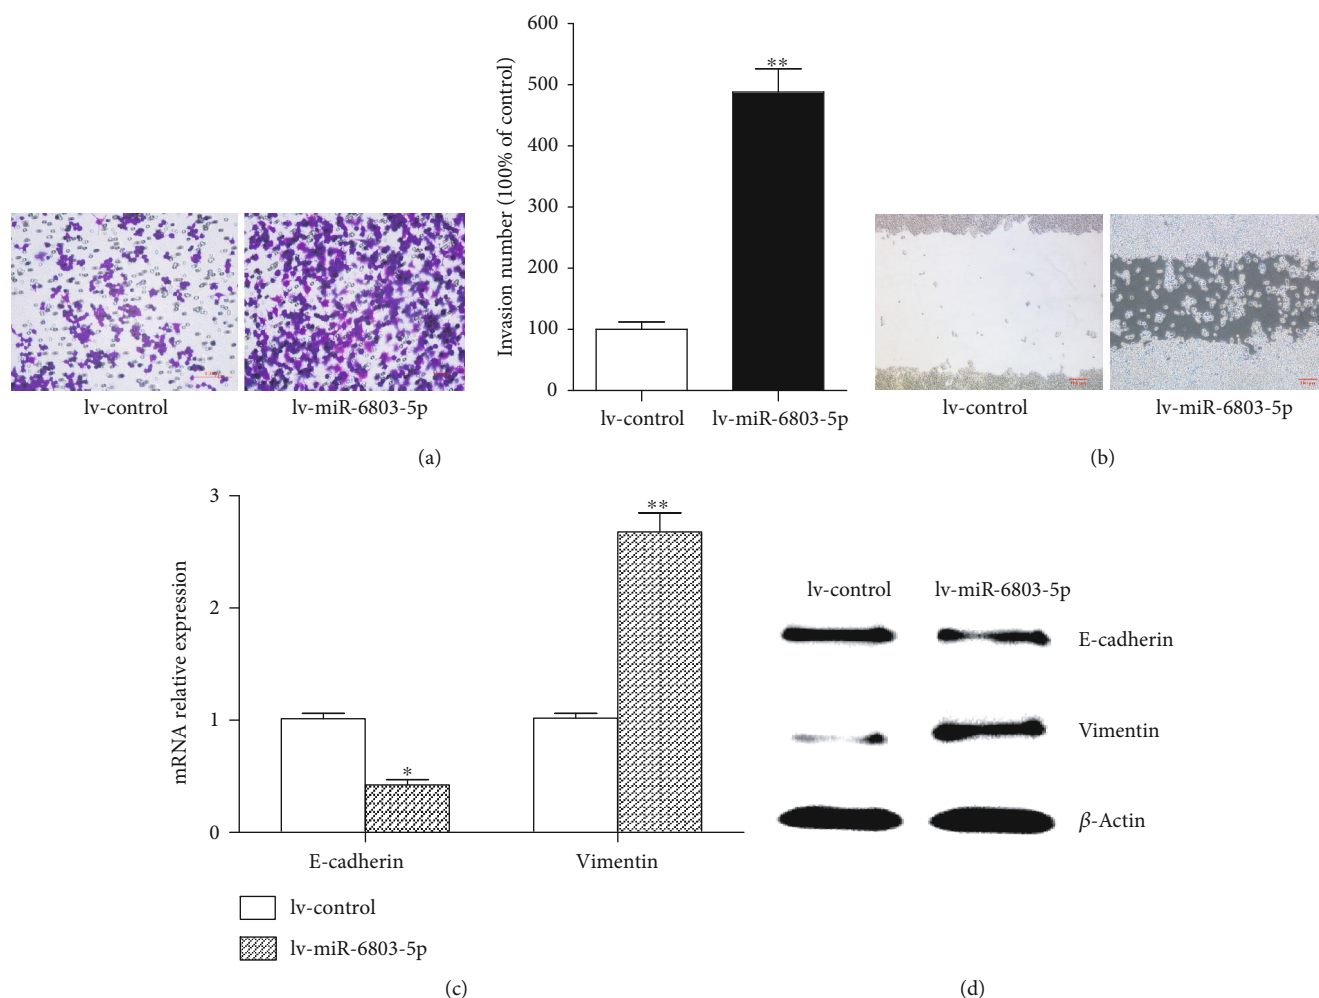 600
500
400
300
200
100
0
Invasion number (100% of control)
**
lv-control
lv-miR-6803-5p
lv-control
lv-miR-6803-5p
(a)
lv-control
lv-miR-6803-5p
(b)
3
2
1
0
mRNA relative expression
*
**
E-cadherin
Vimentin
lv-control
lv-miR-6803-5p
(c)
lv-control
lv-miR-6803-5p
E-cadherin
Vimentin
β-Actin
(d)